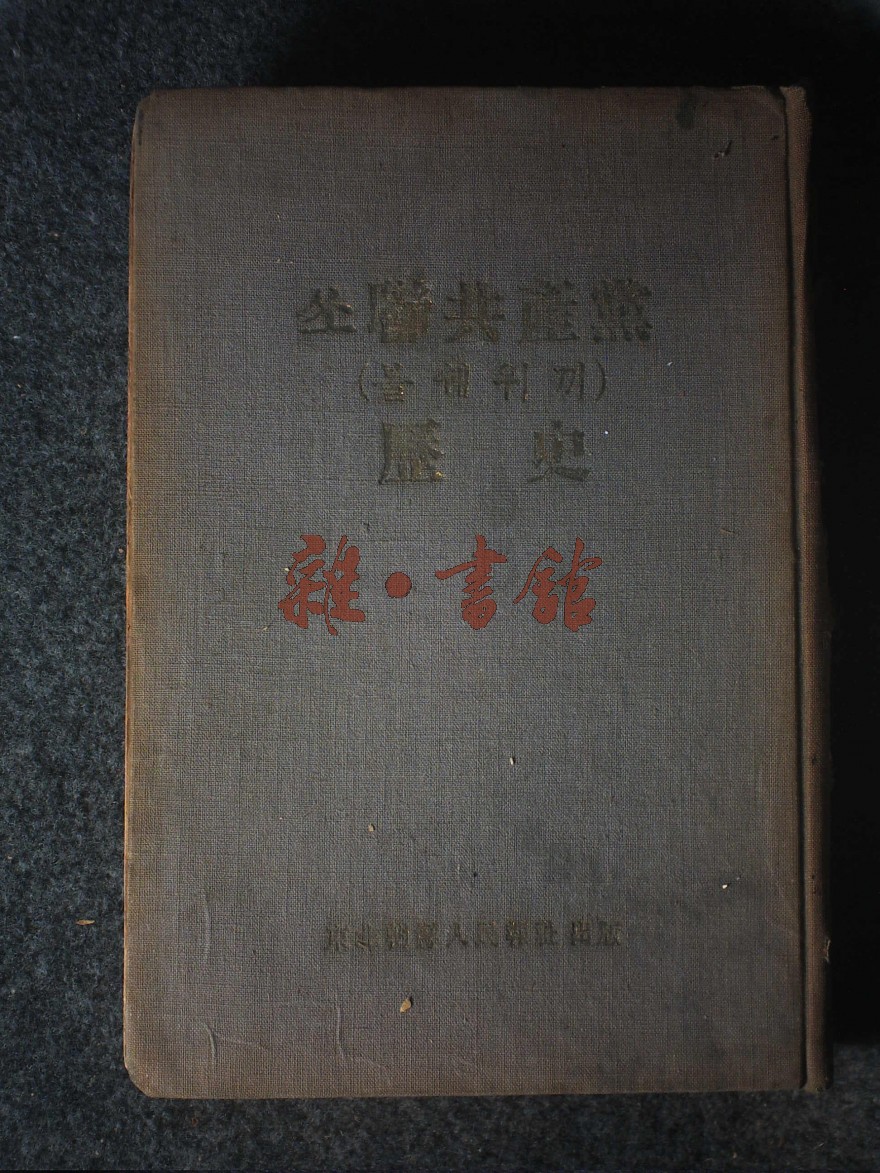 쏘聯共産黨
(볼쉐위끼)
歷史
雜·書館
東北朝鮮人民報社 出版